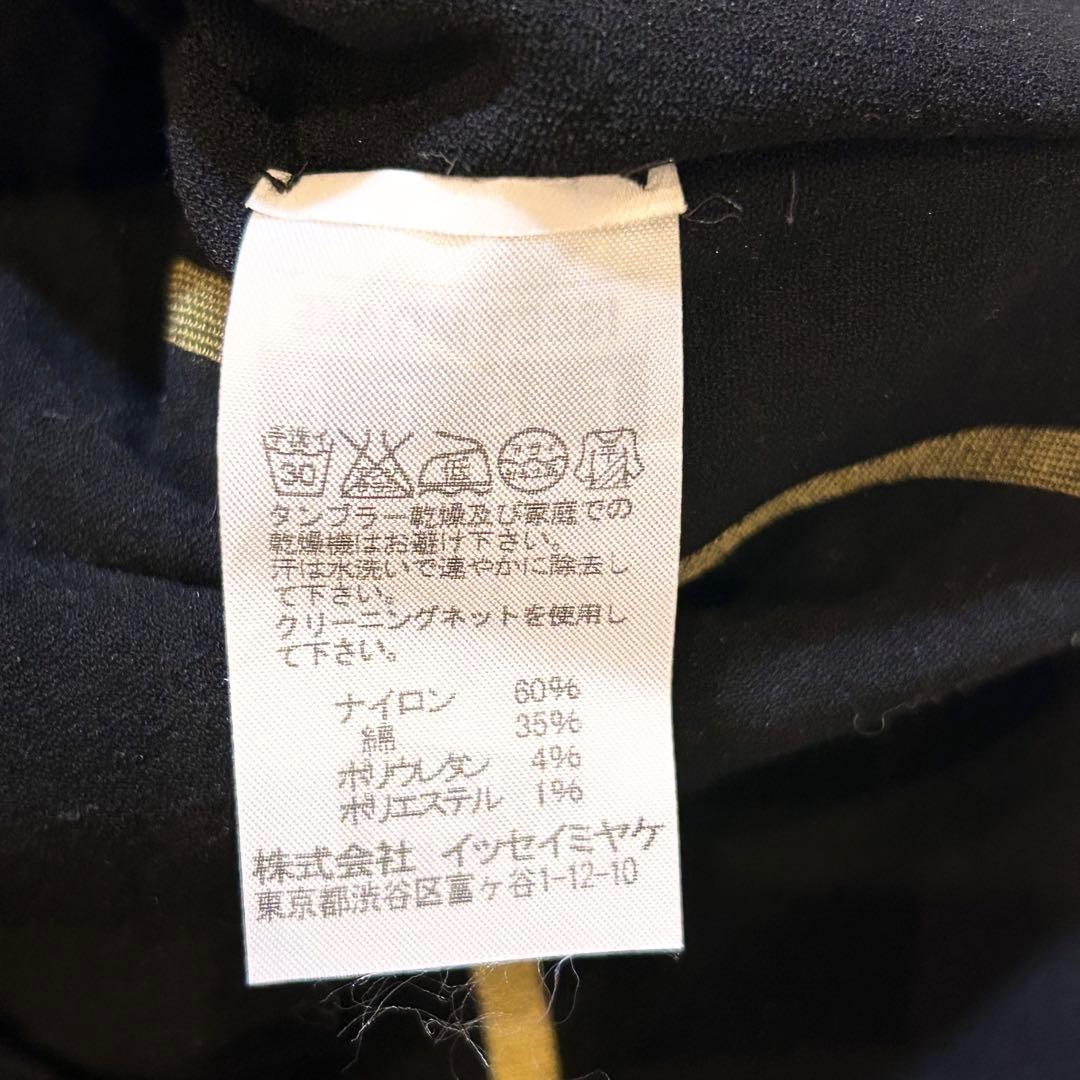 手洗イ
30
低
タンブラー乾燥及び家庭での
乾燥機はお避け下さい。
汗は水洗いで速やかに除去し
て下さい。
クリーニングネットを使用し
て下さい。
ナイロン 60%
綿 35%
ポリウレタン 4%
ポリエステル 1%
株式会社 イッセイミヤケ
東京都渋谷区富ヶ谷1-12-10